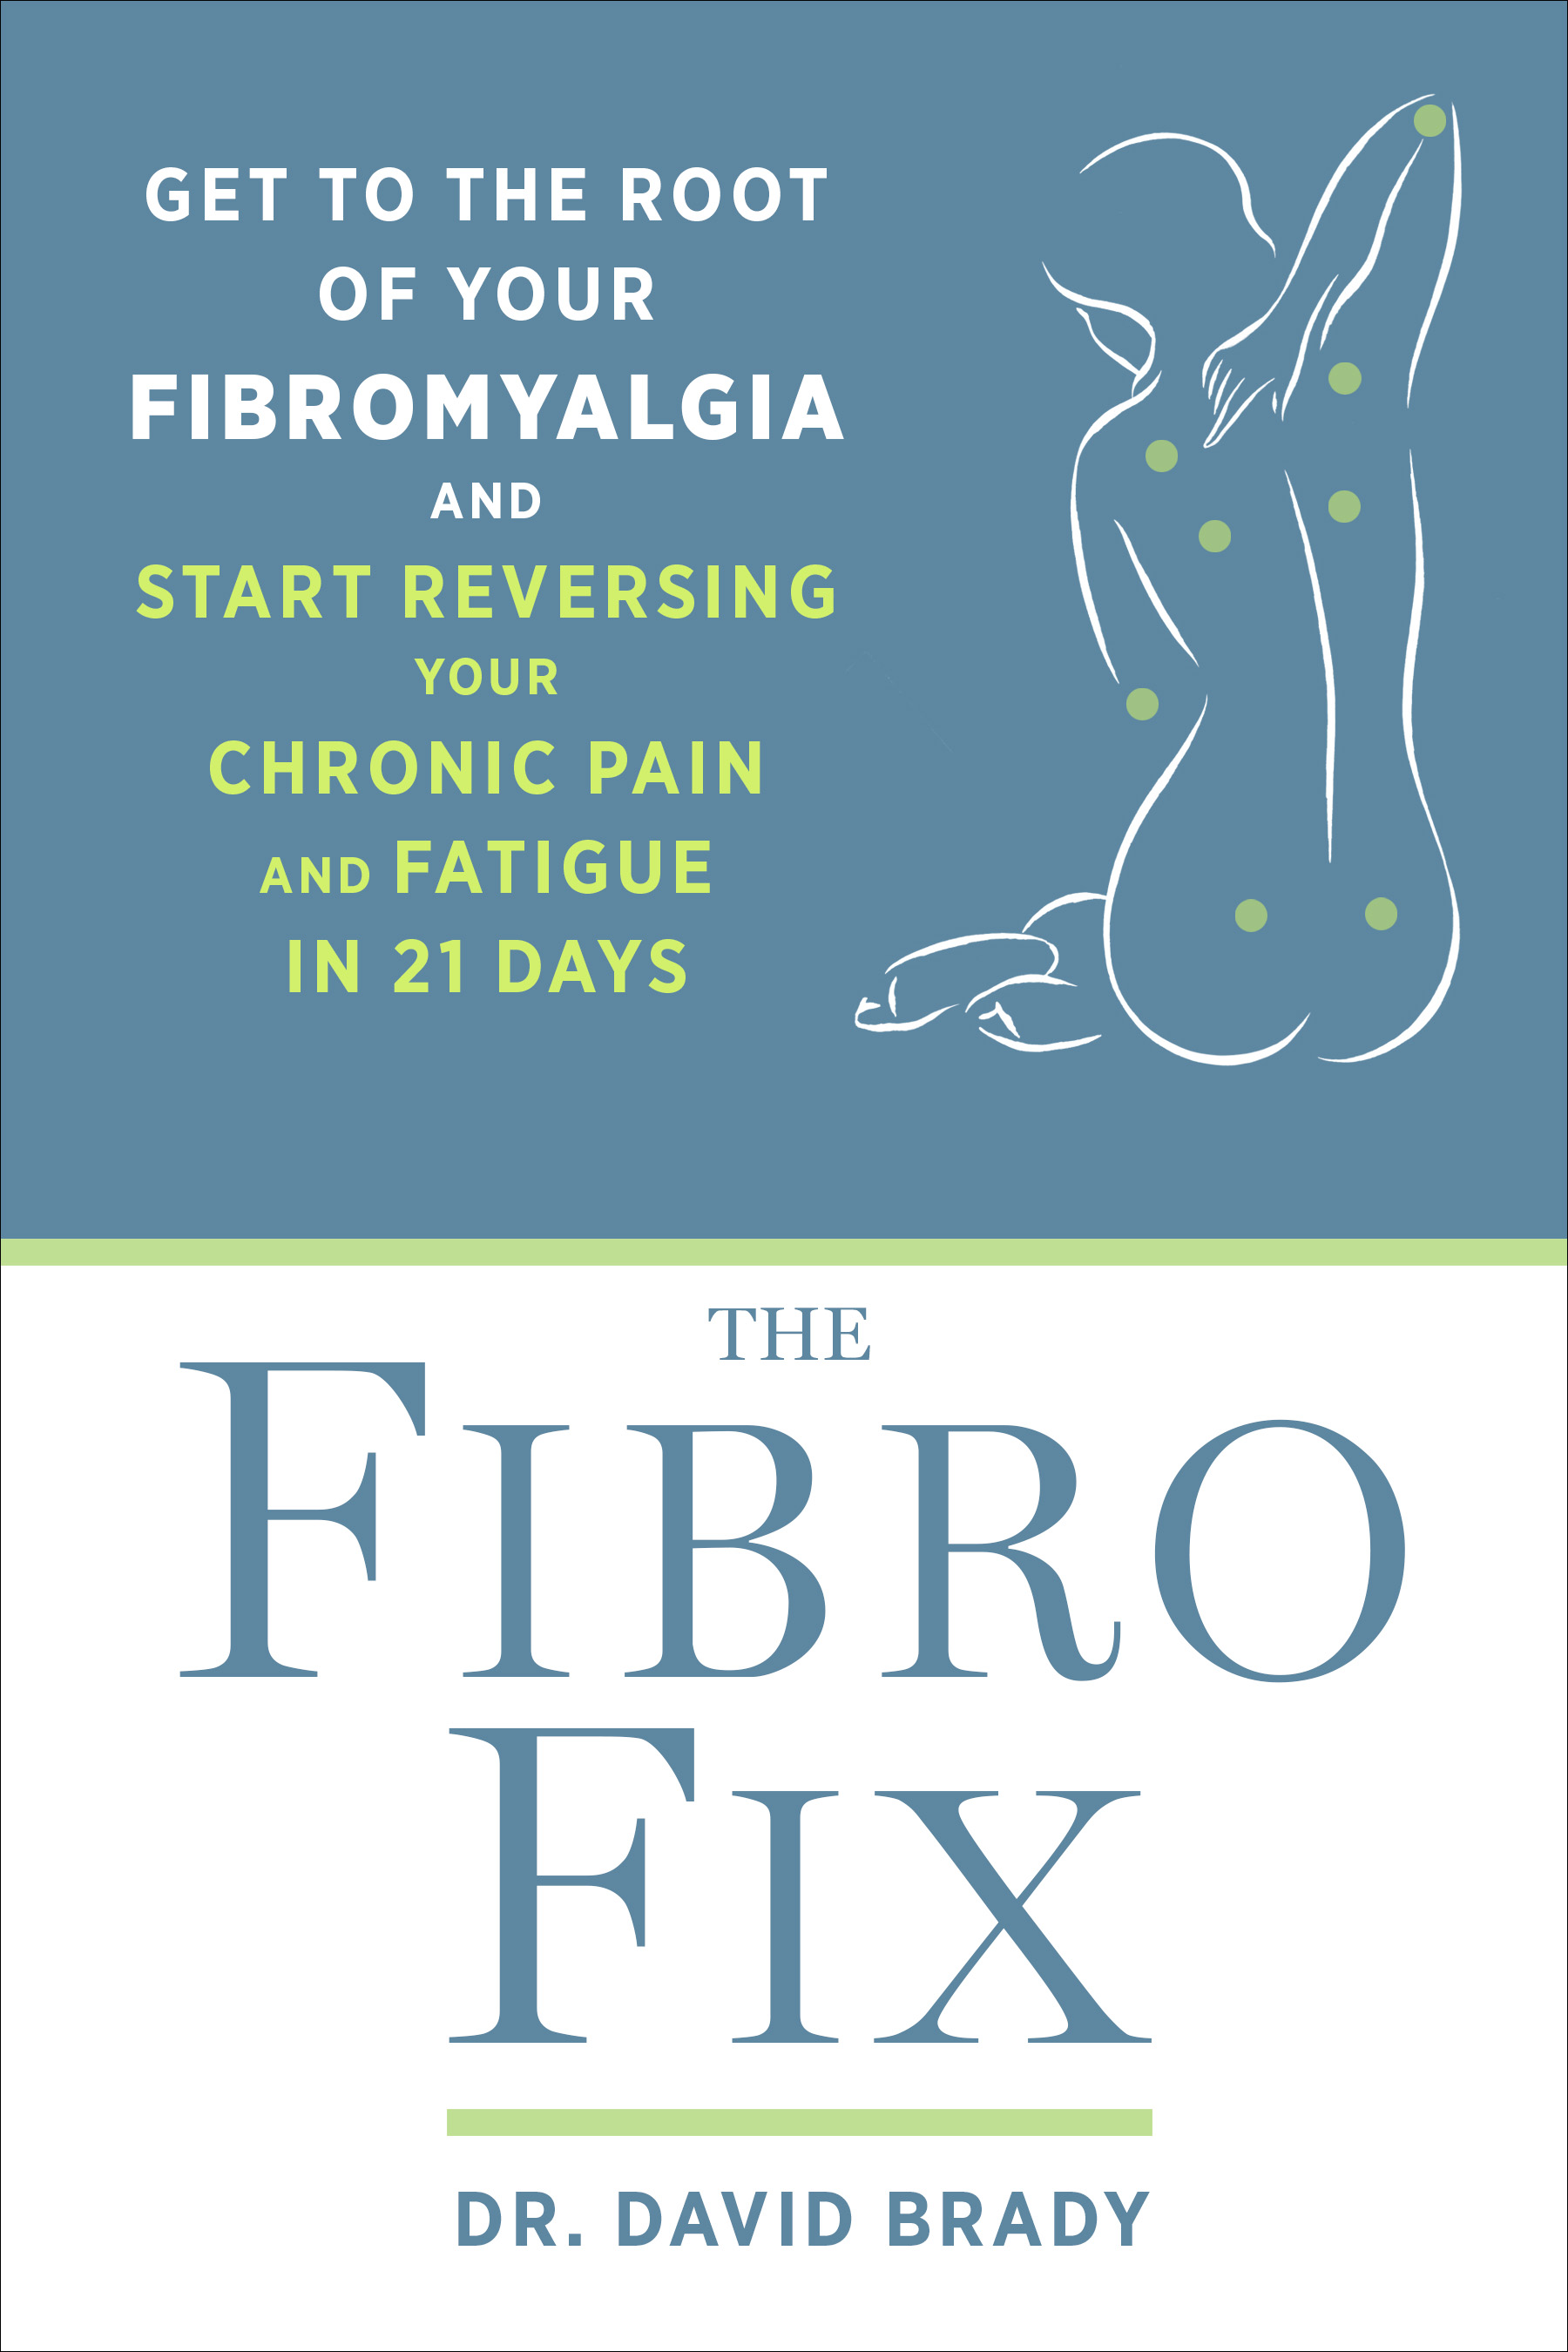 GET TO THE ROOT
OF YOUR
FIBROMYALGIA
AND
START REVERSING
YOUR
CHRONIC PAIN
AND FATIGUE
IN 21 DAYS
THE
FIBRO
FIX
DR. DAVID BRADY